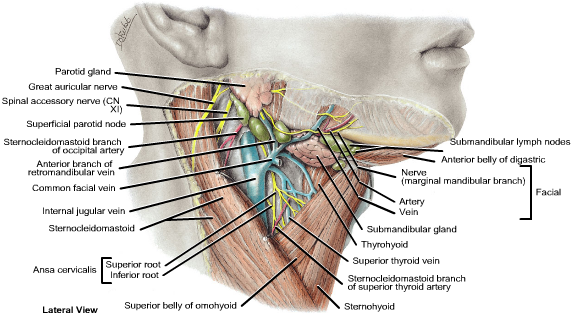 Parotid gland
Great auricular nerve
Spinal accessory nerve (CN
XI)
Superficial parotid node
Sternocleidomastoid branch
of occipital artery
Anterior branch of
retromandibular vein
Common facial vein
Internal jugular vein
Sternocleidomastoid
Ansa cervicalis
Superior root
Inferior root
Superior belly of omohyoid
Lateral View
Submandibular lymph nodes
Anterior belly of digastric
Nerve
(marginal mandibular branch)
Facial
Artery
Vein
Submandibular gland
Thyrohyoid
Superior thyroid vein
Sternocleidomastoid branch
of superior thyroid artery
Sternohyoid